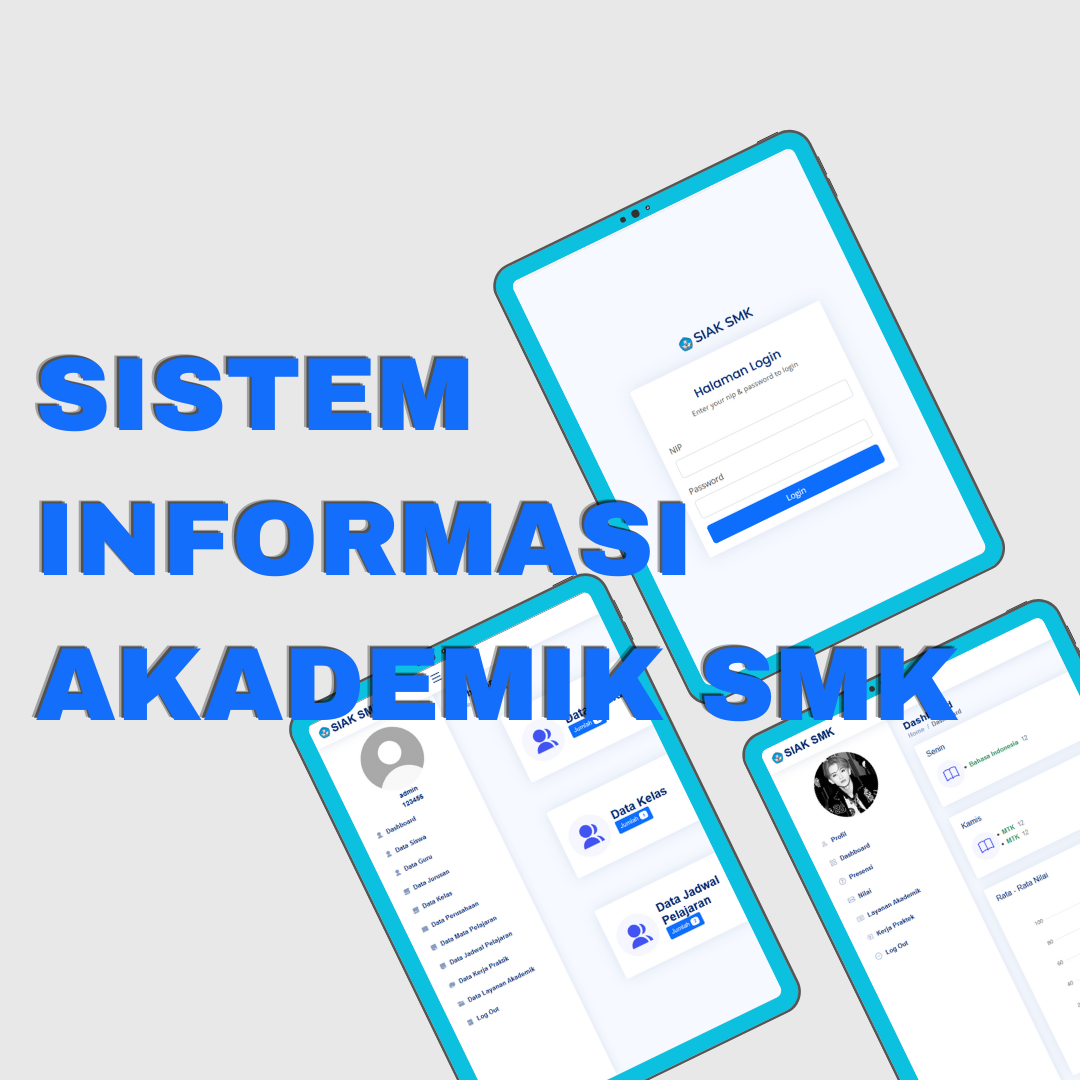 SISTEM
INFORMASI
AKADEMIK SMK
SIAK SMK
Halaman Login
Enter your nip & password to login
NIP
Password
Login
SIAK SMK
admin
123456
Dashboard
Data Siswa
Data Guru
Data Jurusan
Data Kelas
Data Perusahaan
Data Mata Pelajaran
Data Jadwal Pelajaran
Data Kerja Praktik
Data Layanan Akademik
Log Out
Jumlah
Data Kelas
Jumlah
Data Jadwal
Pelajaran
Jumlah
SIAK SMK
Profil
Dashboard
Presensi
Nilai
Layanan Akademik
Kerja Praktek
Log Out
Dashboard
Home / Dashboard
Senin
Bahasa Indonesia 12
Kamis
MTK 12
MTK 12
Rata - Rata Nilai
100
80
60
40